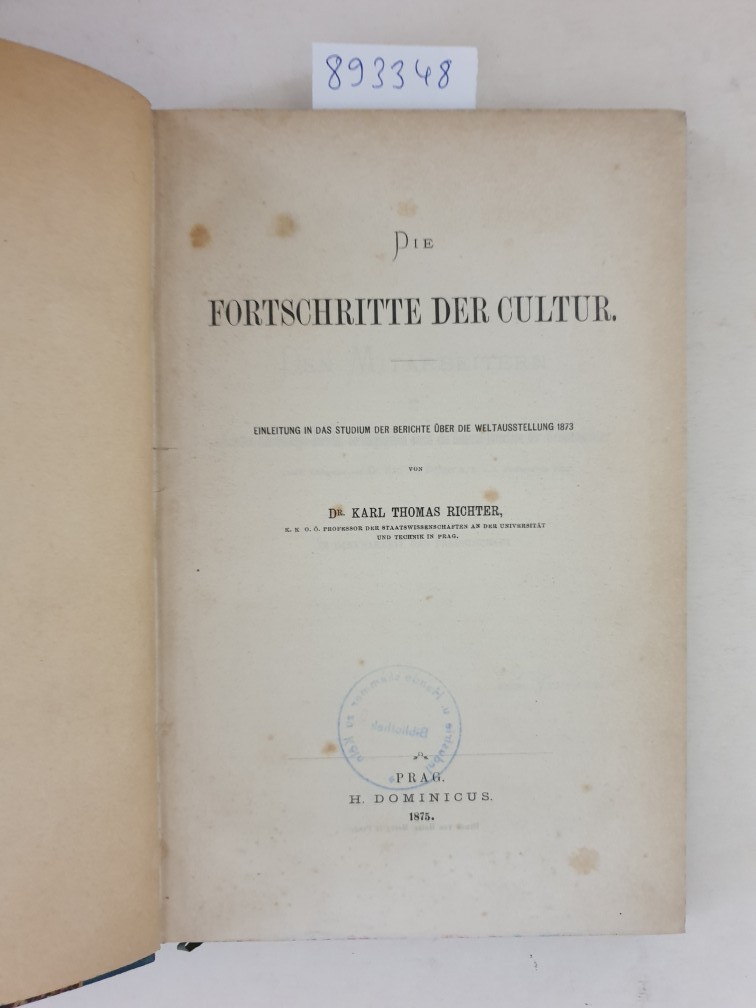 893348
DIE
FORTSCHRITTE DER CULTUR.
EINLEITUNG IN DAS STUDIUM DER BERICHTE ÜBER DIE WELTAUSSTELLUNG 1873
VON
DR. KARL THOMAS RICHTER,
K. K. O. Ö. PROFESSOR DER STAATSWISSENSCHAFTEN AN DER UNIVERSITÄT
UND TECHNIK IN PRAG.
Bibliothek
PRAG.
H. DOMINICUS.
1875.